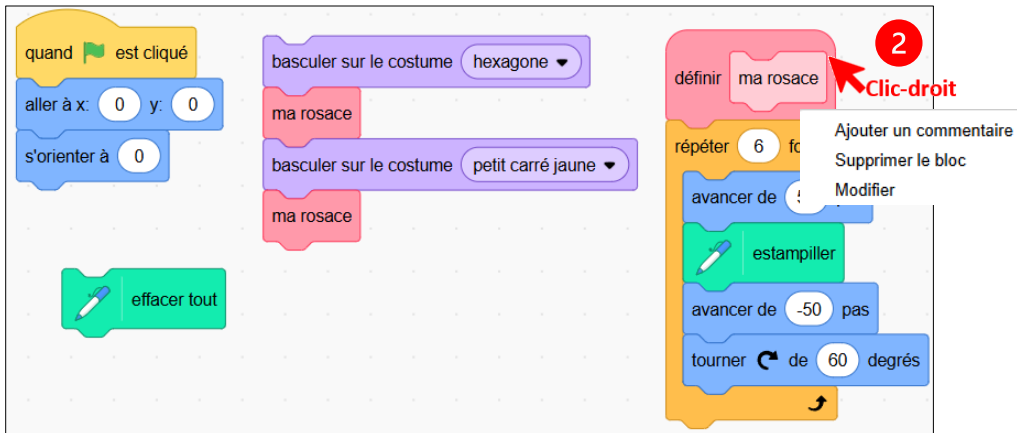 quand est cliqué
aller à x: 0 y: 0
s'orienter à 0
effacer tout
basculer sur le costume hexagone
ma rosace
basculer sur le costume petit carré jaune
ma rosace
2
Clic-droit
définir ma rosace
Ajouter un commentaire
Supprimer le bloc
Modifier
répéter 6 fo
avancer de
estampiller
avancer de -50 pas
tourner de 60 degrés